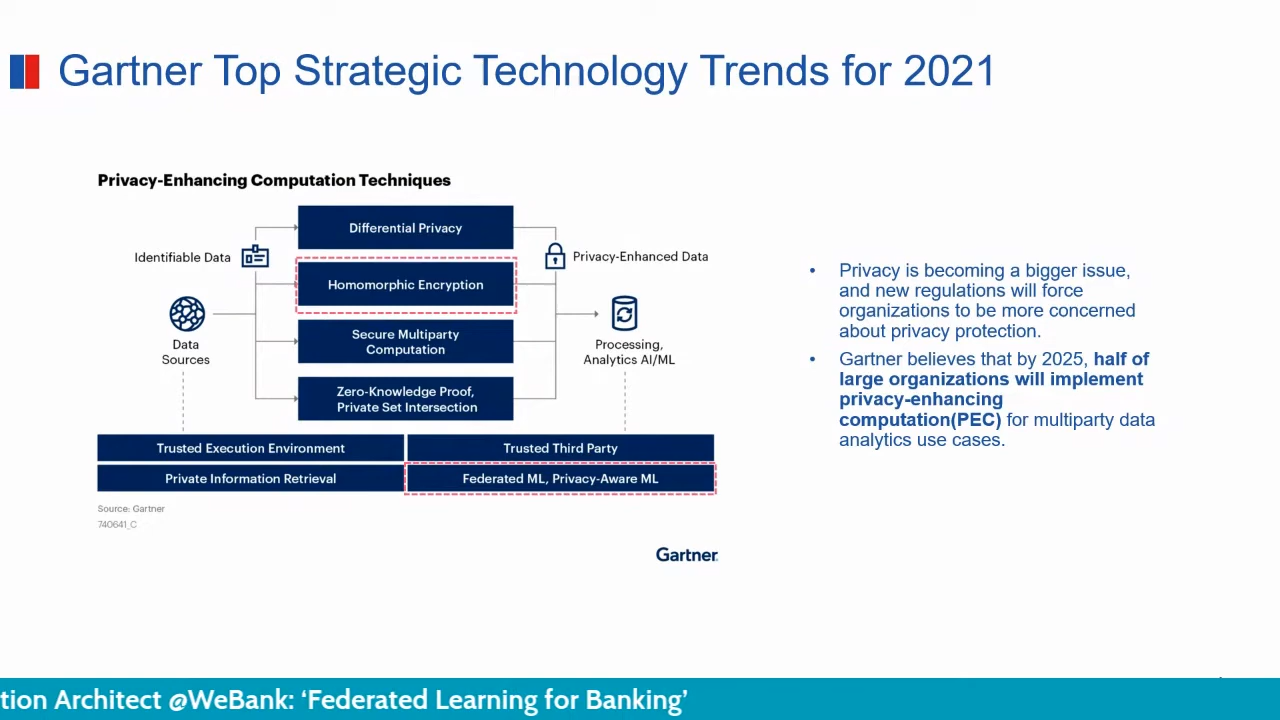 Gartner Top Strategic Technology Trends for 2021
Privacy-Enhancing Computation Techniques
Differential Privacy
Identifiable Data
Privacy-Enhanced Data
Homomorphic Encryption
Secure Multiparty
Computation
Data
Sources
Processing,
Analytics AI/ML
Zero-Knowledge Proof,
Private Set Intersection
Trusted Execution Environment
Trusted Third Party
Private Information Retrieval
Federated ML, Privacy-Aware ML
Source: Gartner
740641_C
Gartner
• Privacy is becoming a bigger issue,
and new regulations will force
organizations to be more concerned
about privacy protection.
• Gartner believes that by 2025, half of
large organizations will implement
privacy-enhancing
computation(PEC) for multiparty data
analytics use cases.
tion Architect @WeBank: ‘Federated Learning for Banking’